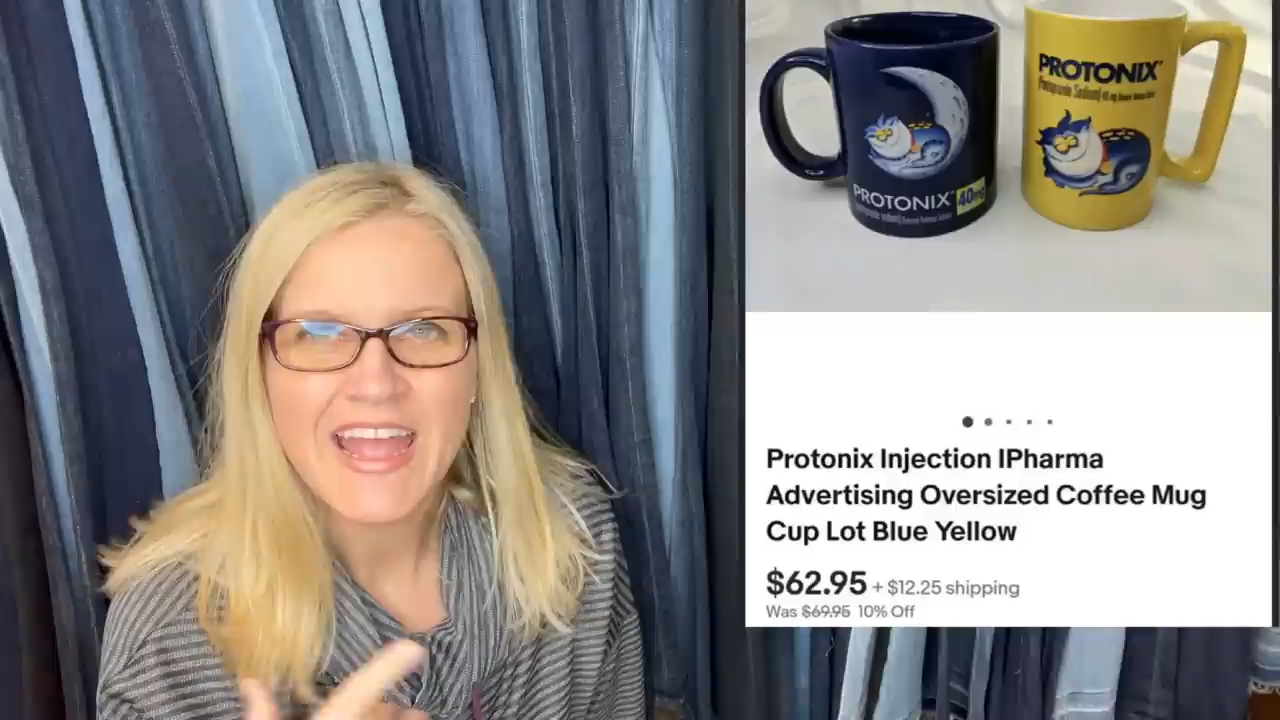 PROTONIX
40mg
PROTONIX
Protonix Injection IPharma
Advertising Oversized Coffee Mug
Cup Lot Blue Yellow
$62.95 + $12.25 shipping
Was $69.95 10% Off